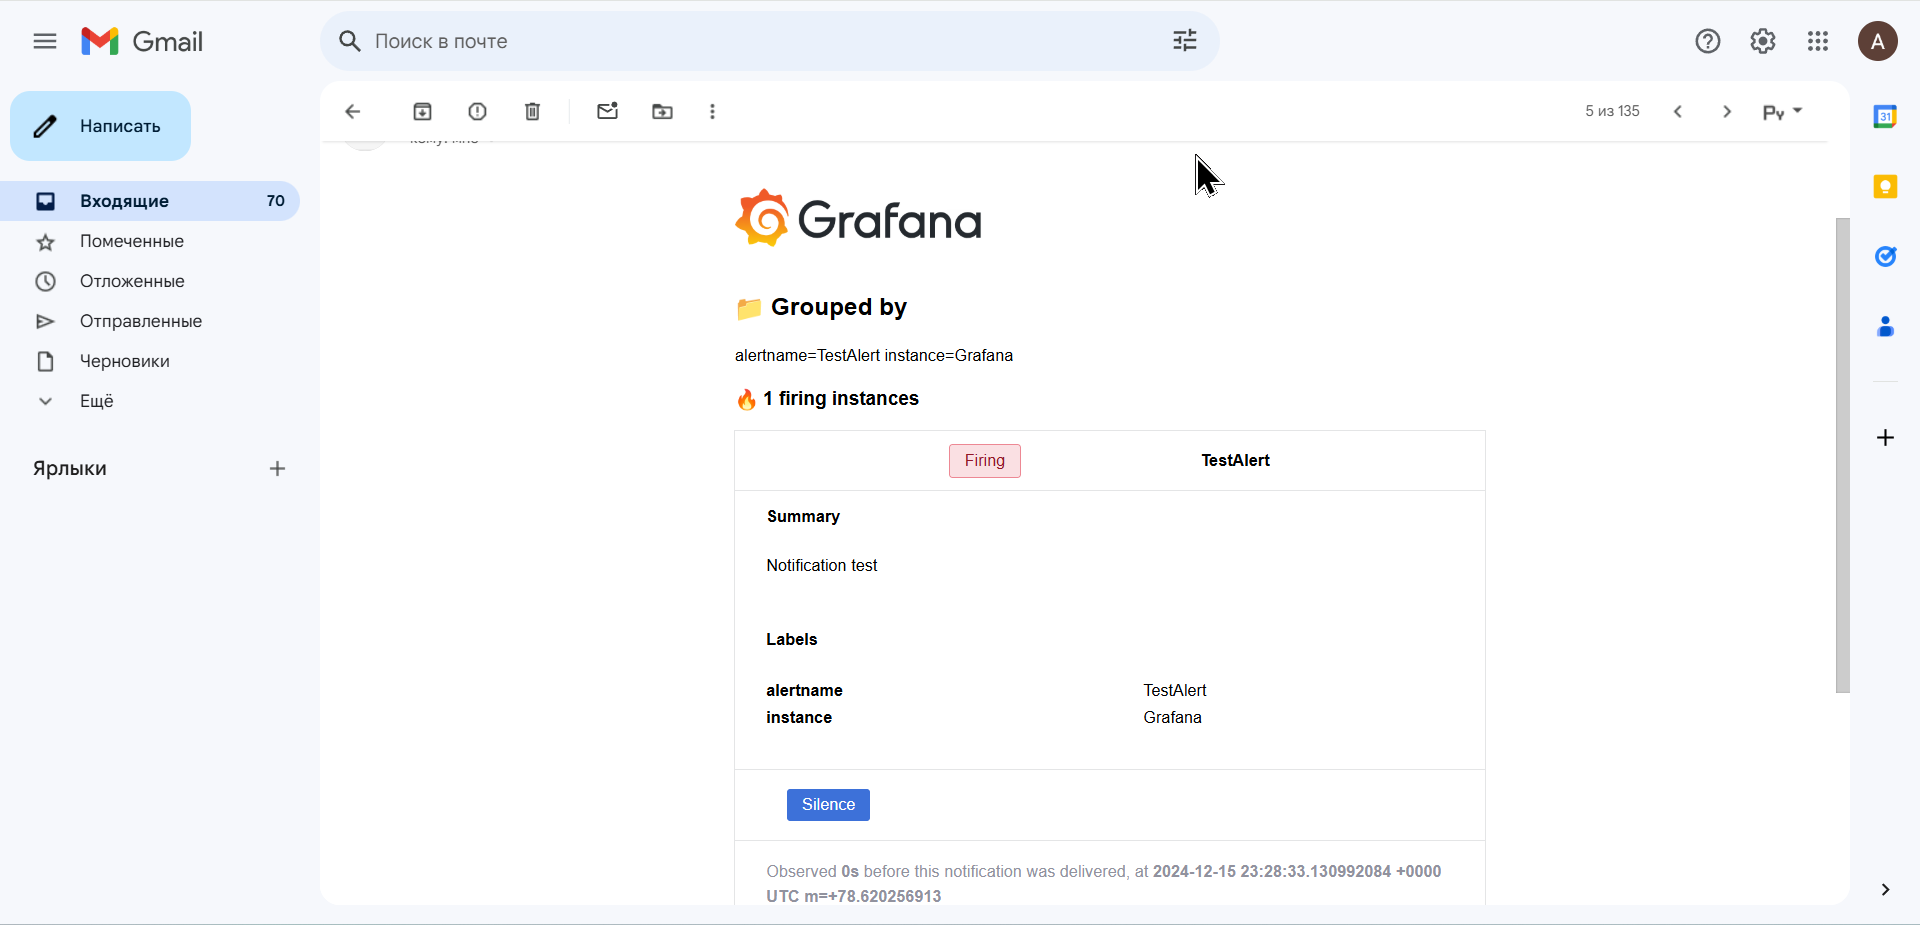 Gmail
Поиск в почте
A
Написать
5 из 135
Ру
кому: мне
Входящие 70
Помеченные
Отложенные
Отправленные
Черновики
Ещё
Ярлыки
31
Grafana
Grouped by
alertname=TestAlert instance=Grafana
1 firing instances
Firing TestAlert
Summary
Notification test
Labels
alertname TestAlert
instance Grafana
Silence
Observed 0s before this notification was delivered, at 2024-12-15 23:28:33.130992084 +0000
UTC m=+78.620256913